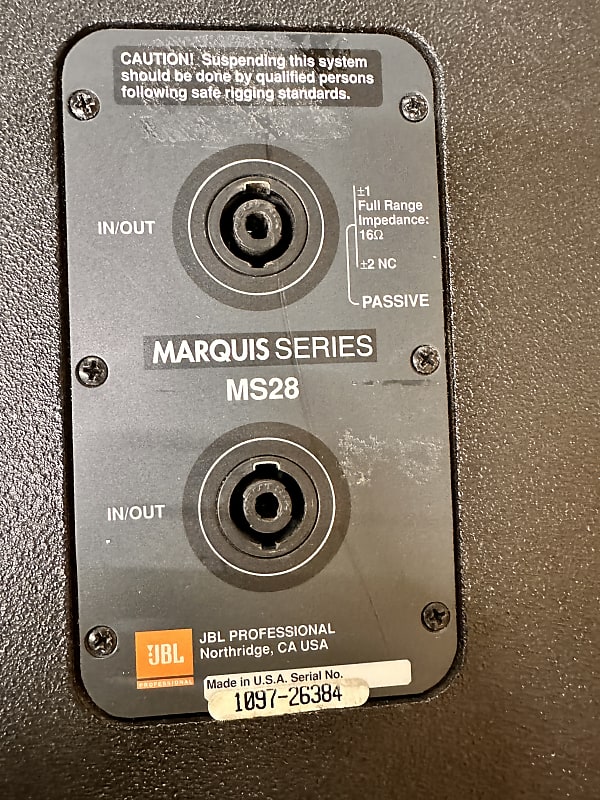 CAUTION! Suspending this system
should be done by qualified persons
following safe rigging standards.
IN/OUT
±1
Full Range
Impedance:
16Ω
±2 NC
PASSIVE
MARQUIS SERIES
MS28
IN/OUT
JBL
PROFESSIONAL
JBL PROFESSIONAL
Northridge, CA USA
Made in U.S.A. Serial No.
1097-26384